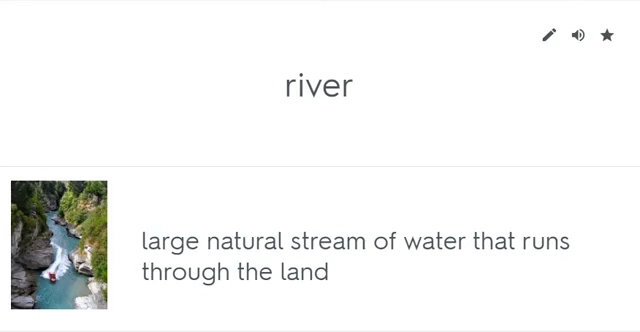 river
large natural stream of water that runs
through the land